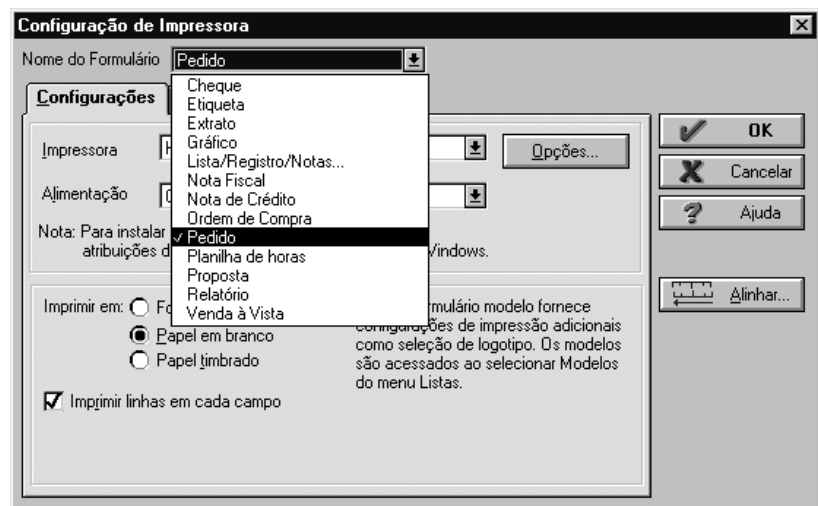 Configuração de Impressora
Nome do Formulário Pedido
Configurações
Cheque
Etiqueta
Extrato
Gráfico
Lista/Registro/Notas...
Nota Fiscal
Nota de Crédito
Ordem de Compra
Pedido
Planilha de horas
Proposta
Relatório
Venda à Vista
Impressora
Opções...
Alimentação
Nota: Para instalar
atribuições
Windows.
Imprimir em:
Papel em branco
Papel timbrado
Imprimir linhas em cada campo
modelo fornece
configurações de impressão adicionais
como seleção de logotipo. Os modelos
são acessados ao selecionar Modelos
do menu Listas.
OK
Cancelar
Ajuda
Alinhar...